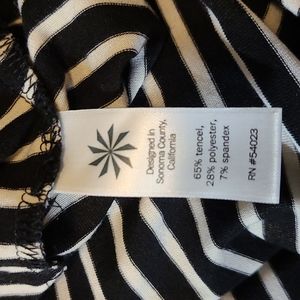 Designed in
Sonoma County,
California
65% tencel,
28% polyester,
7% spandex
RN #54023